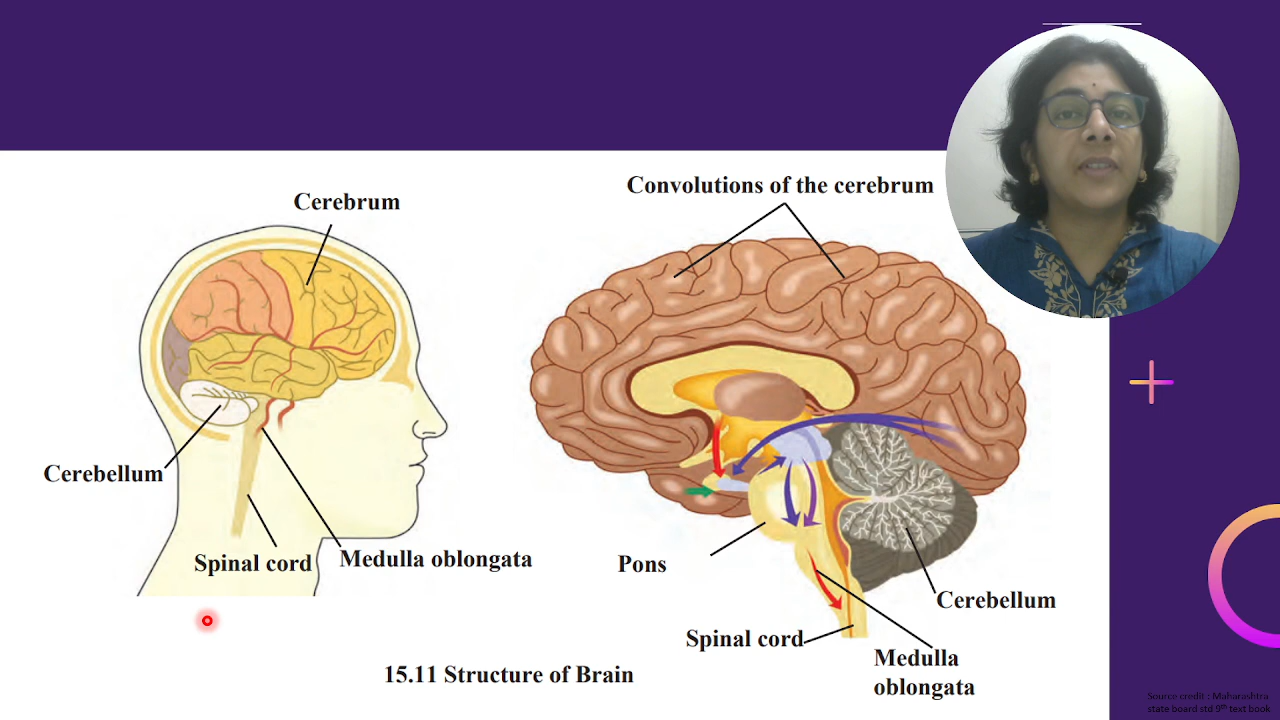 Cerebrum
Cerebellum
Spinal cord
Medulla oblongata
Convolutions of the cerebrum
Pons
Cerebellum
Spinal cord
Medulla
oblongata
15.11 Structure of Brain
Source credit : Maharashtra
state board std 9th text book